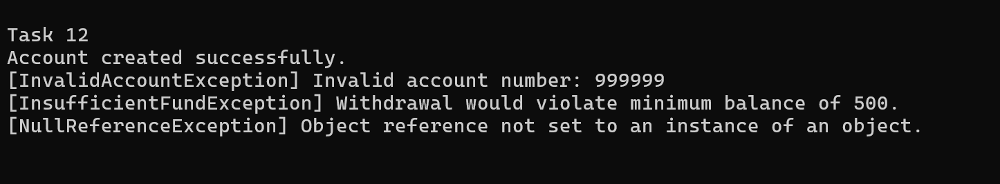 Task 12
Account created successfully.
[InvalidAccountException] Invalid account number: 999999
[InsufficientFundException] Withdrawal would violate minimum balance of 500.
[NullReferenceException] Object reference not set to an instance of an object.